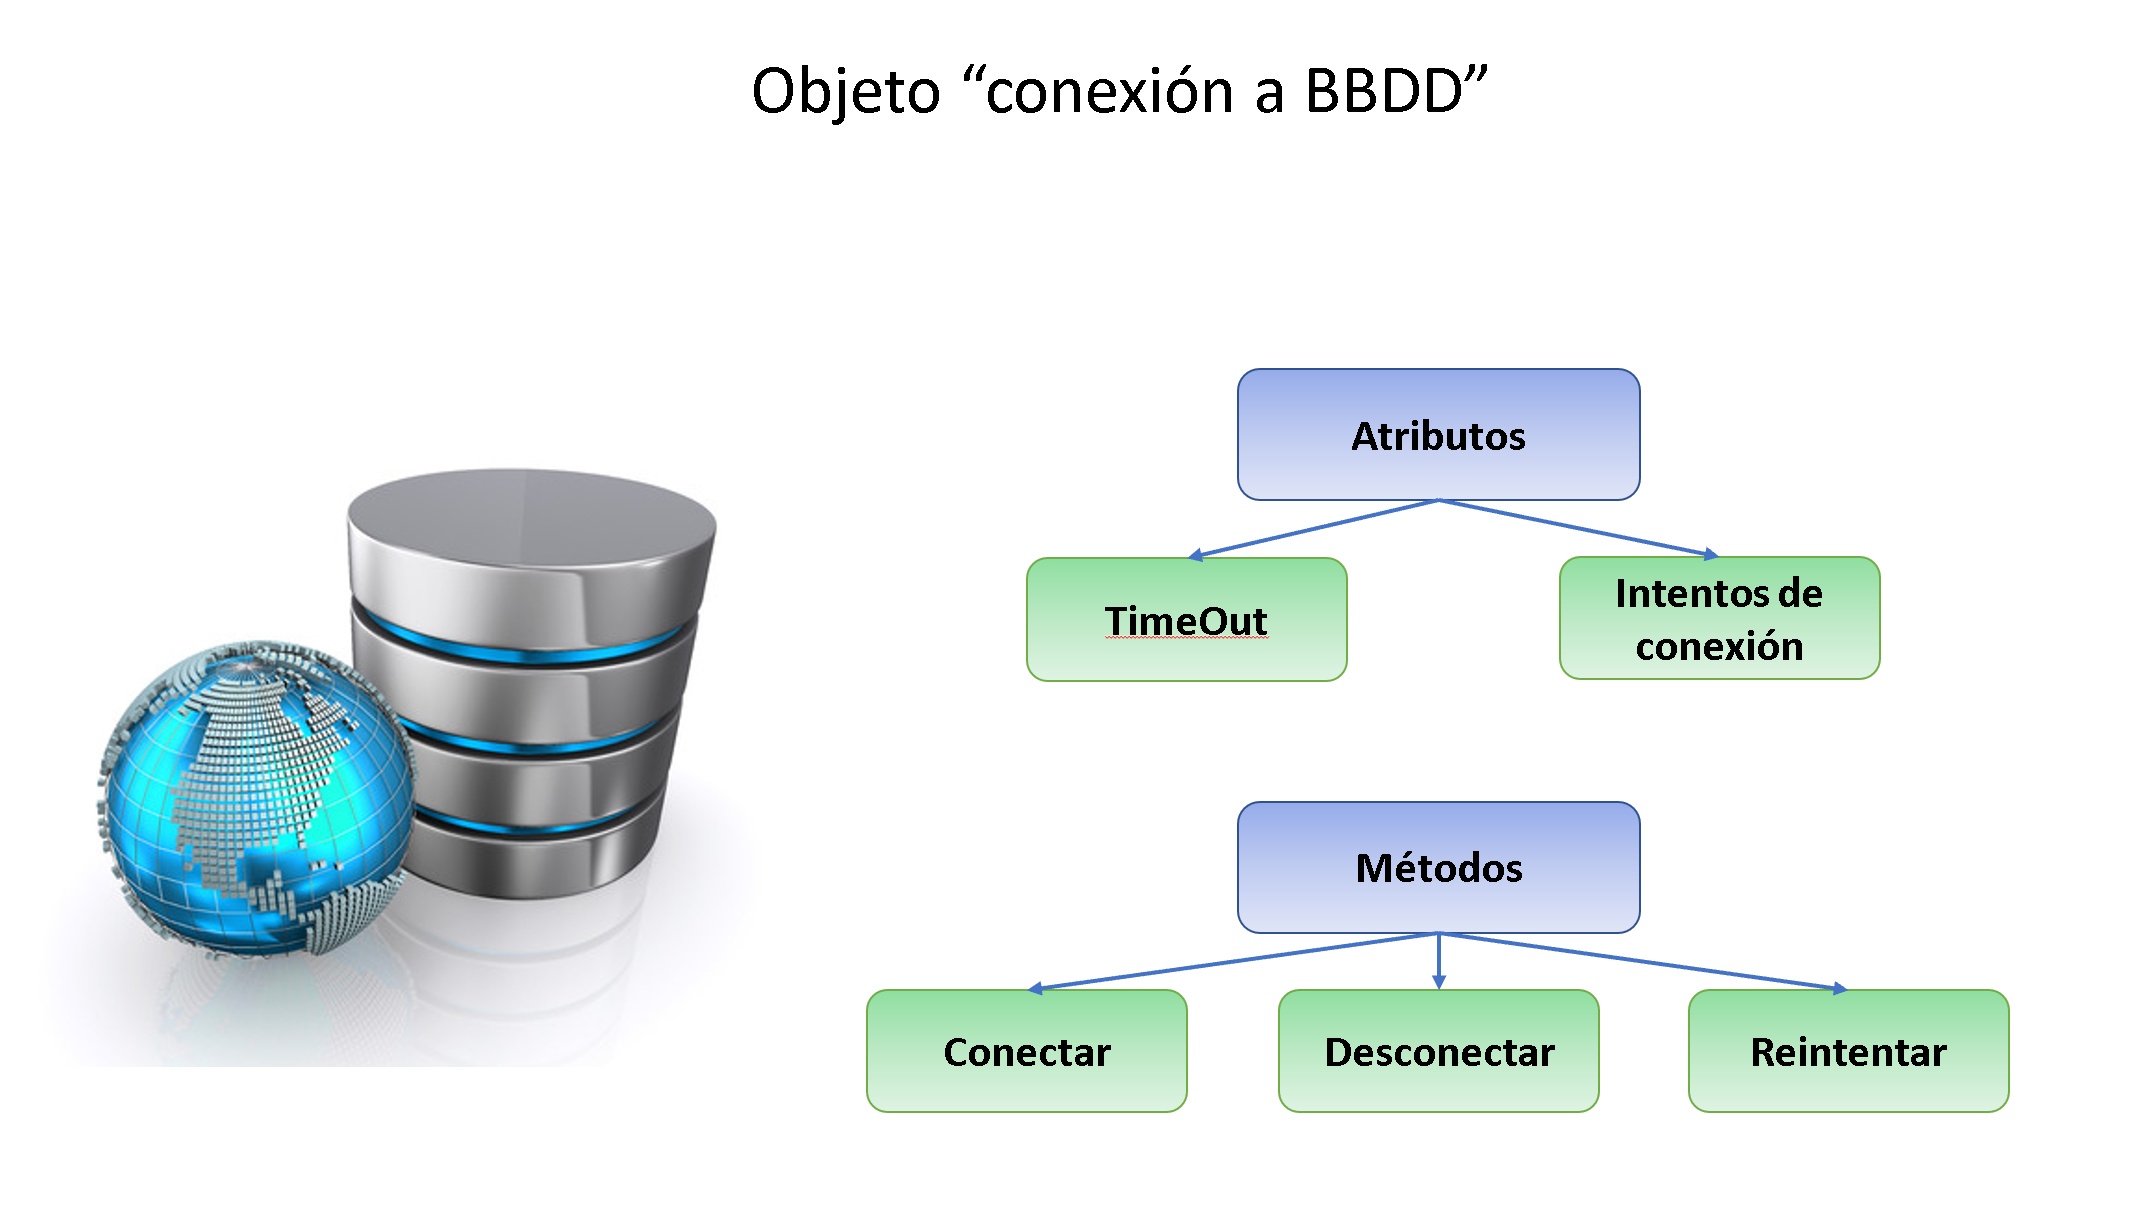 Objeto “conexión a BBDD”
Atributos
TimeOut
Intentos de
conexión
Métodos
Conectar
Desconectar
Reintentar